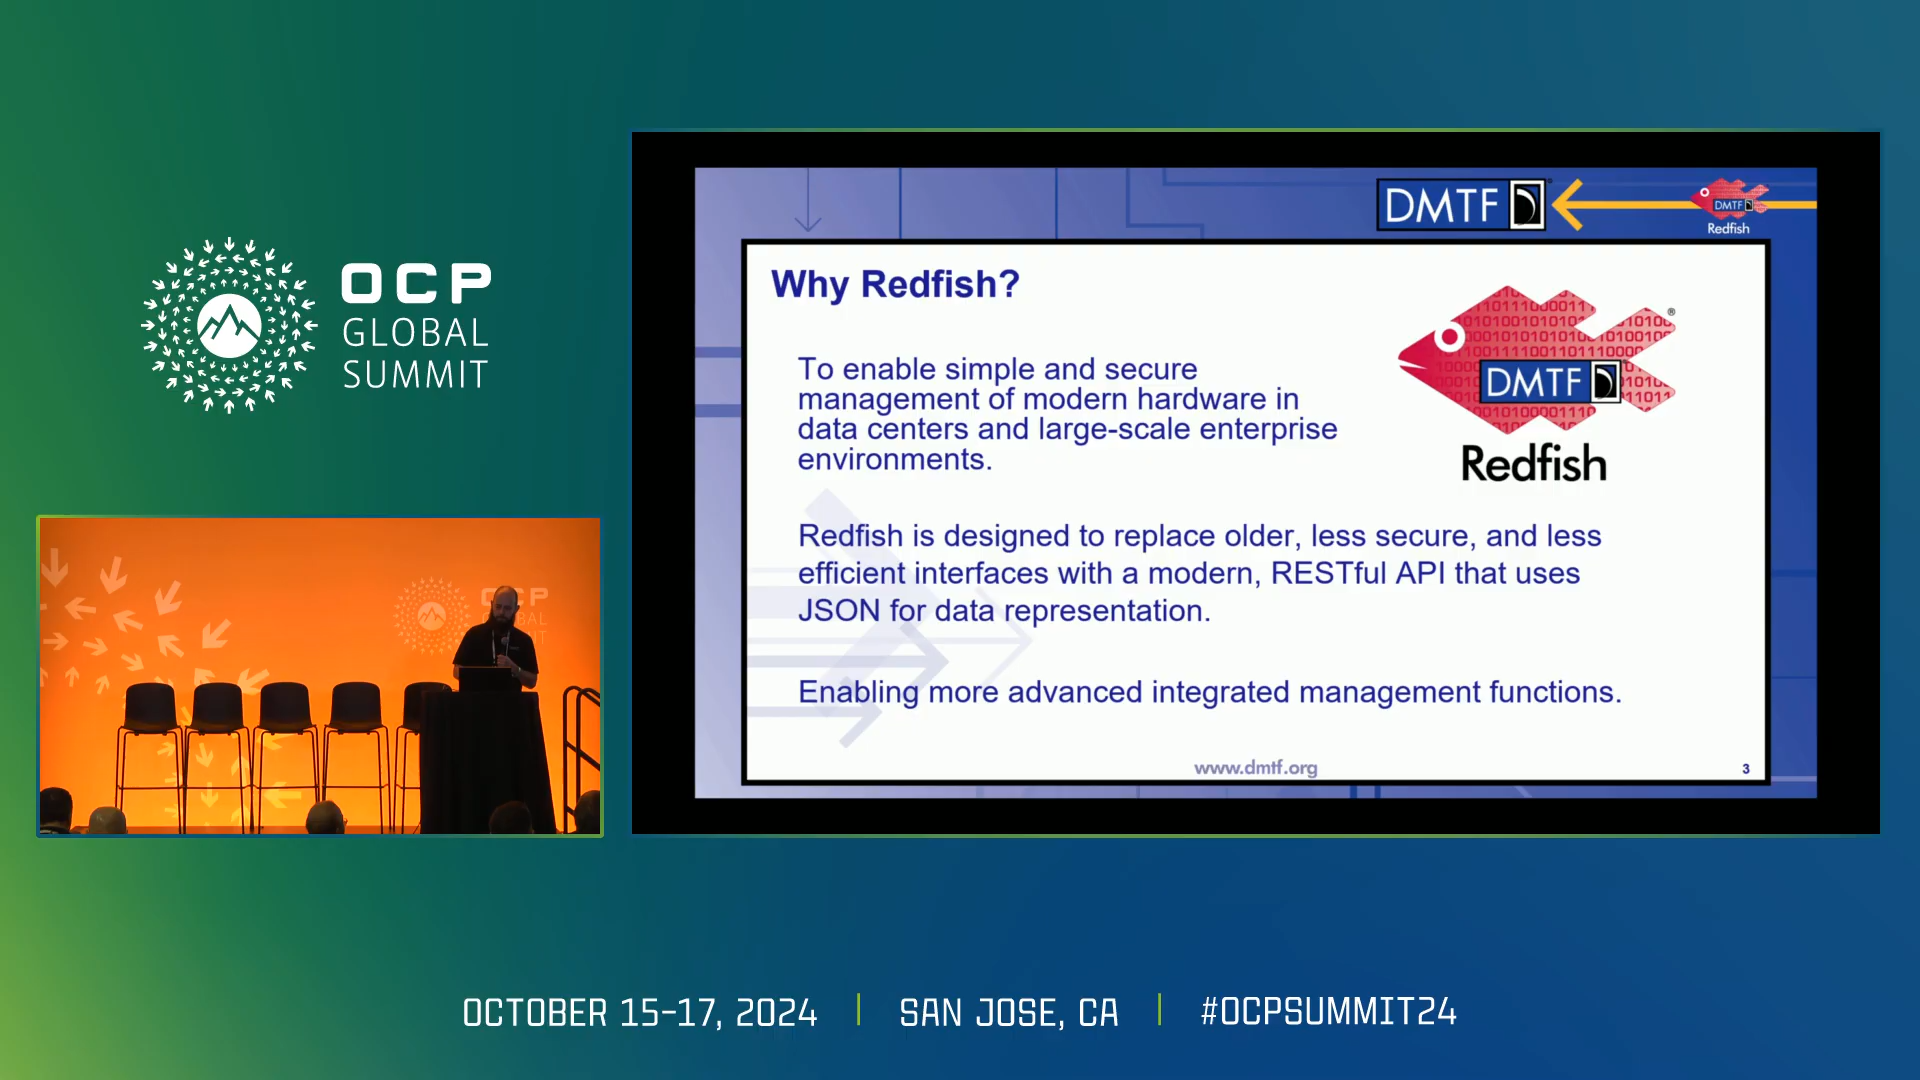 OCP
GLOBAL
SUMMIT
DMTF
DMTF
Redfish
Why Redfish?
To enable simple and secure
management of modern hardware in
data centers and large-scale enterprise
environments.
DMTF
®
Redfish
Redfish is designed to replace older, less secure, and less
efficient interfaces with a modern, RESTful API that uses
JSON for data representation.
Enabling more advanced integrated management functions.
www.dmtf.org
3
OCTOBER 15-17, 2024 | SAN JOSE, CA | #OCPSUMMIT24